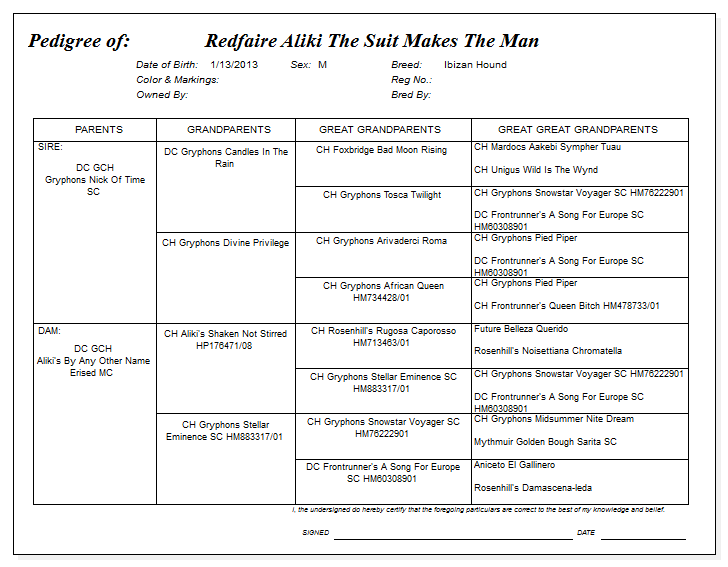 Pedigree of: Redfaire Aliki The Suit Makes The Man
Date of Birth: 1/13/2013 Sex: M Breed: Ibizan Hound
Color & Markings: Reg No.:
Owned By: Bred By:
PARENTS GRANDPARENTS GREAT GRANDPARENTS GREAT GREAT GRANDPARENTS
SIRE:
DC GCH
Gryphons Nick Of Time
SC
DC Gryphons Candles In The
Rain
CH Foxbridge Bad Moon Rising
CH Mardocs Aakebi Sympher Tuau
CH Unigus Wild Is The Wynd
CH Gryphons Tosca Twilight
CH Gryphons Snowstar Voyager SC HM76222901
DC Frontrunner's A Song For Europe SC
HM60308901
CH Gryphons Divine Privilege
CH Gryphons Arivaderci Roma
CH Gryphons Pied Piper
DC Frontrunner's A Song For Europe SC
HM60308901
CH Gryphons African Queen
HM734428/01
CH Gryphons Pied Piper
CH Frontrunner's Queen Bitch HM478733/01
DAM:
DC GCH
Aliki's By Any Other Name
Erised MC
CH Aliki's Shaken Not Stirred
HP176471/08
CH Rosenhill's Rugosa Caporosso
HM713463/01
Future Belleza Querido
Rosenhill's Noisettiana Chromatella
CH Gryphons Stellar Eminence SC
HM883317/01
CH Gryphons Snowstar Voyager SC HM76222901
DC Frontrunner's A Song For Europe SC
HM60308901
CH Gryphons Stellar
Eminence SC HM883317/01
CH Gryphons Snowstar Voyager SC
HM76222901
CH Gryphons Midsummer Nite Dream
Mythmuir Golden Bough Sarita SC
DC Frontrunner's A Song For Europe
SC HM60308901
Aniceto El Gallinero
Rosenhill's Damascena-leda
I, the undersigned do hereby certify that the foregoing particulars are correct to the best of my knowledge and belief.
SIGNED DATE